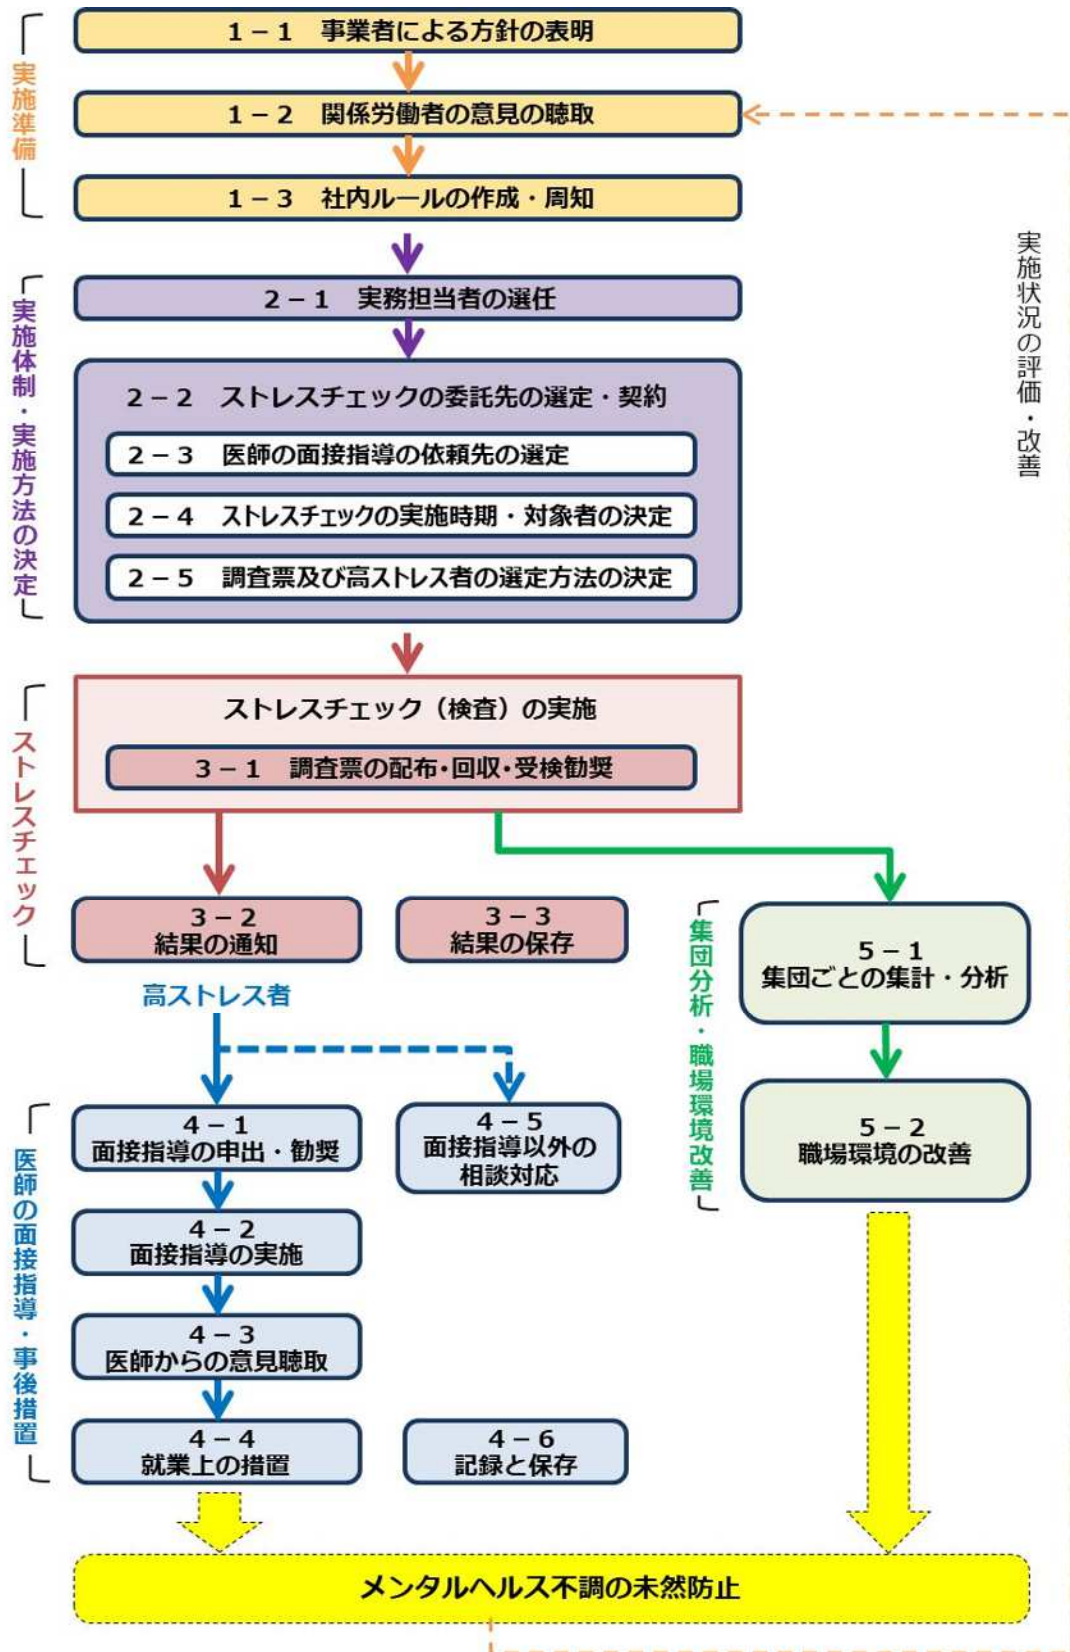 実施準備
1－1　事業者による方針の表明
1－2　関係労働者の意見の聴取
1－3　社内ルールの作成・周知
実施状況の評価・改善
実施体制・実施方法の決定
2－1　実務担当者の選任
2－2　ストレスチェックの委託先の選定・契約
2－3　医師の面接指導の依頼先の選定
2－4　ストレスチェックの実施時期・対象者の決定
2－5　調査票及び高ストレス者の選定方法の決定
ストレスチェック
ストレスチェック（検査）の実施
3－1　調査票の配布・回収・受検勧奨
3－2
結果の通知
3－3
結果の保存
高ストレス者
医師の面接指導・事後措置
4－1
面接指導の申出・勧奨
4－5
面接指導以外の
相談対応
4－2
面接指導の実施
4－3
医師からの意見聴取
4－4
就業上の措置
4－6
記録と保存
集団分析・職場環境改善
5－1
集団ごとの集計・分析
5－2
職場環境の改善
メンタルヘルス不調の未然防止